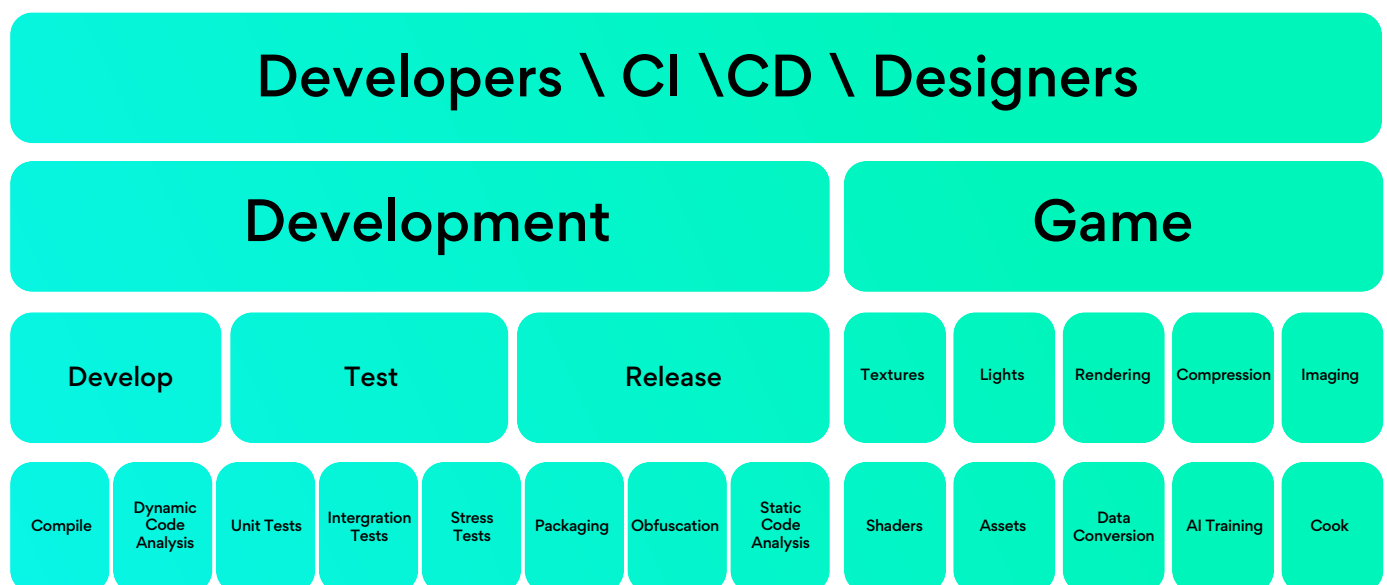 Developers \ CI \CD \ Designers
Development
Game
Develop
Test
Release
Textures
Lights
Rendering
Compression
Imaging
Compile
Dynamic
Code
Analysis
Unit Tests
Intergration
Tests
Stress
Tests
Packaging
Obfuscation
Static
Code
Analysis
Shaders
Assets
Data
Conversion
AI Training
Cook